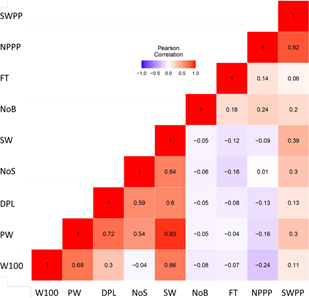 SWPP 1
NPPP 1 0.82
Pearson
Correlation
-1.0 -0.5 0.0 0.5 1.0
FT 1 0.14 0.06
NoB 1 0.18 0.24 0.2
SW 1 −0.05 −0.12 −0.09 0.39
NoS 1 0.64 −0.06 −0.16 0.01 0.3
DPL 1 0.59 0.6 −0.05 −0.08 −0.13 0.13
PW 1 0.72 0.54 0.93 −0.05 −0.04 −0.16 0.3
W100 1 0.69 0.3 −0.04 0.66 −0.08 −0.07 −0.24 0.11
W100 PW DPL NoS SW NoB FT NPPP SWPP